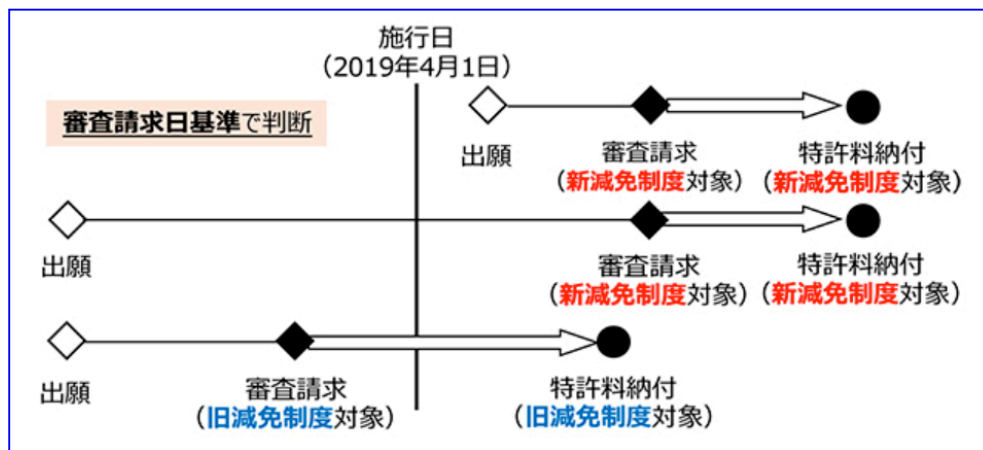 施行日
（2019年4月1日）
審査請求日基準で判断
出願
審査請求
（新減免制度対象）
特許料納付
（新減免制度対象）
出願
審査請求
（新減免制度対象）
特許料納付
（新減免制度対象）
出願
審査請求
（旧減免制度対象）
特許料納付
（旧減免制度対象）